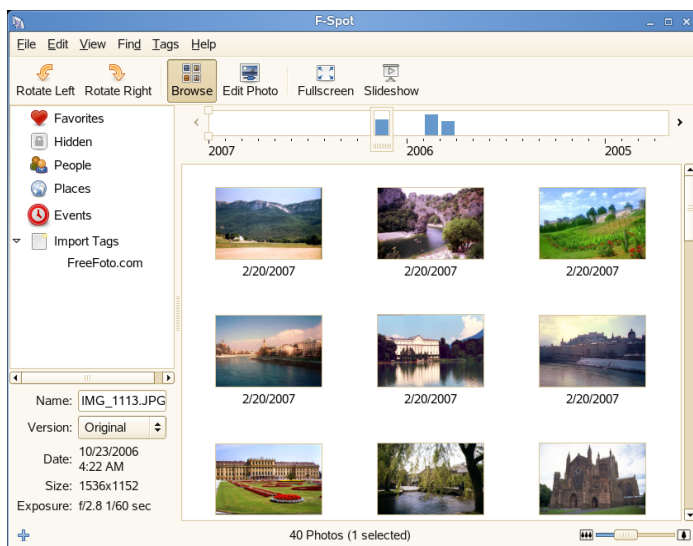 F-Spot
File Edit View Find Tags Help
Rotate Left Rotate Right Browse Edit Photo Fullscreen Slideshow
Favorites
Hidden
People
Places
Events
Import Tags
FreeFoto.com
2007 2006 2005
2/20/2007 2/20/2007 2/20/2007
2/20/2007 2/20/2007 2/20/2007
Name: IMG_1113.JPG
Version: Original
Date: 10/23/2006
4:22 AM
Size: 1536x1152
Exposure: f/2.8 1/60 sec
40 Photos (1 selected)